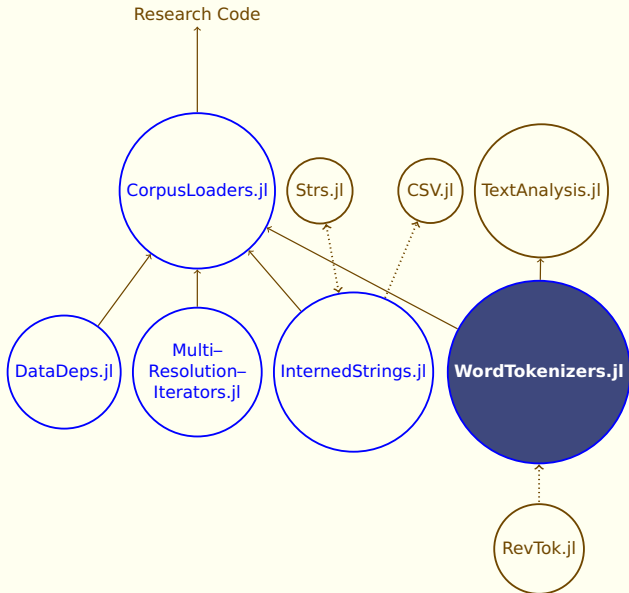 Research Code
CorpusLoaders.jl
Strs.jl
CSV.jl
TextAnalysis.jl
DataDeps.jl
Multi–
Resolution–
Iterators.jl
InternedStrings.jl
WordTokenizers.jl
RevTok.jl